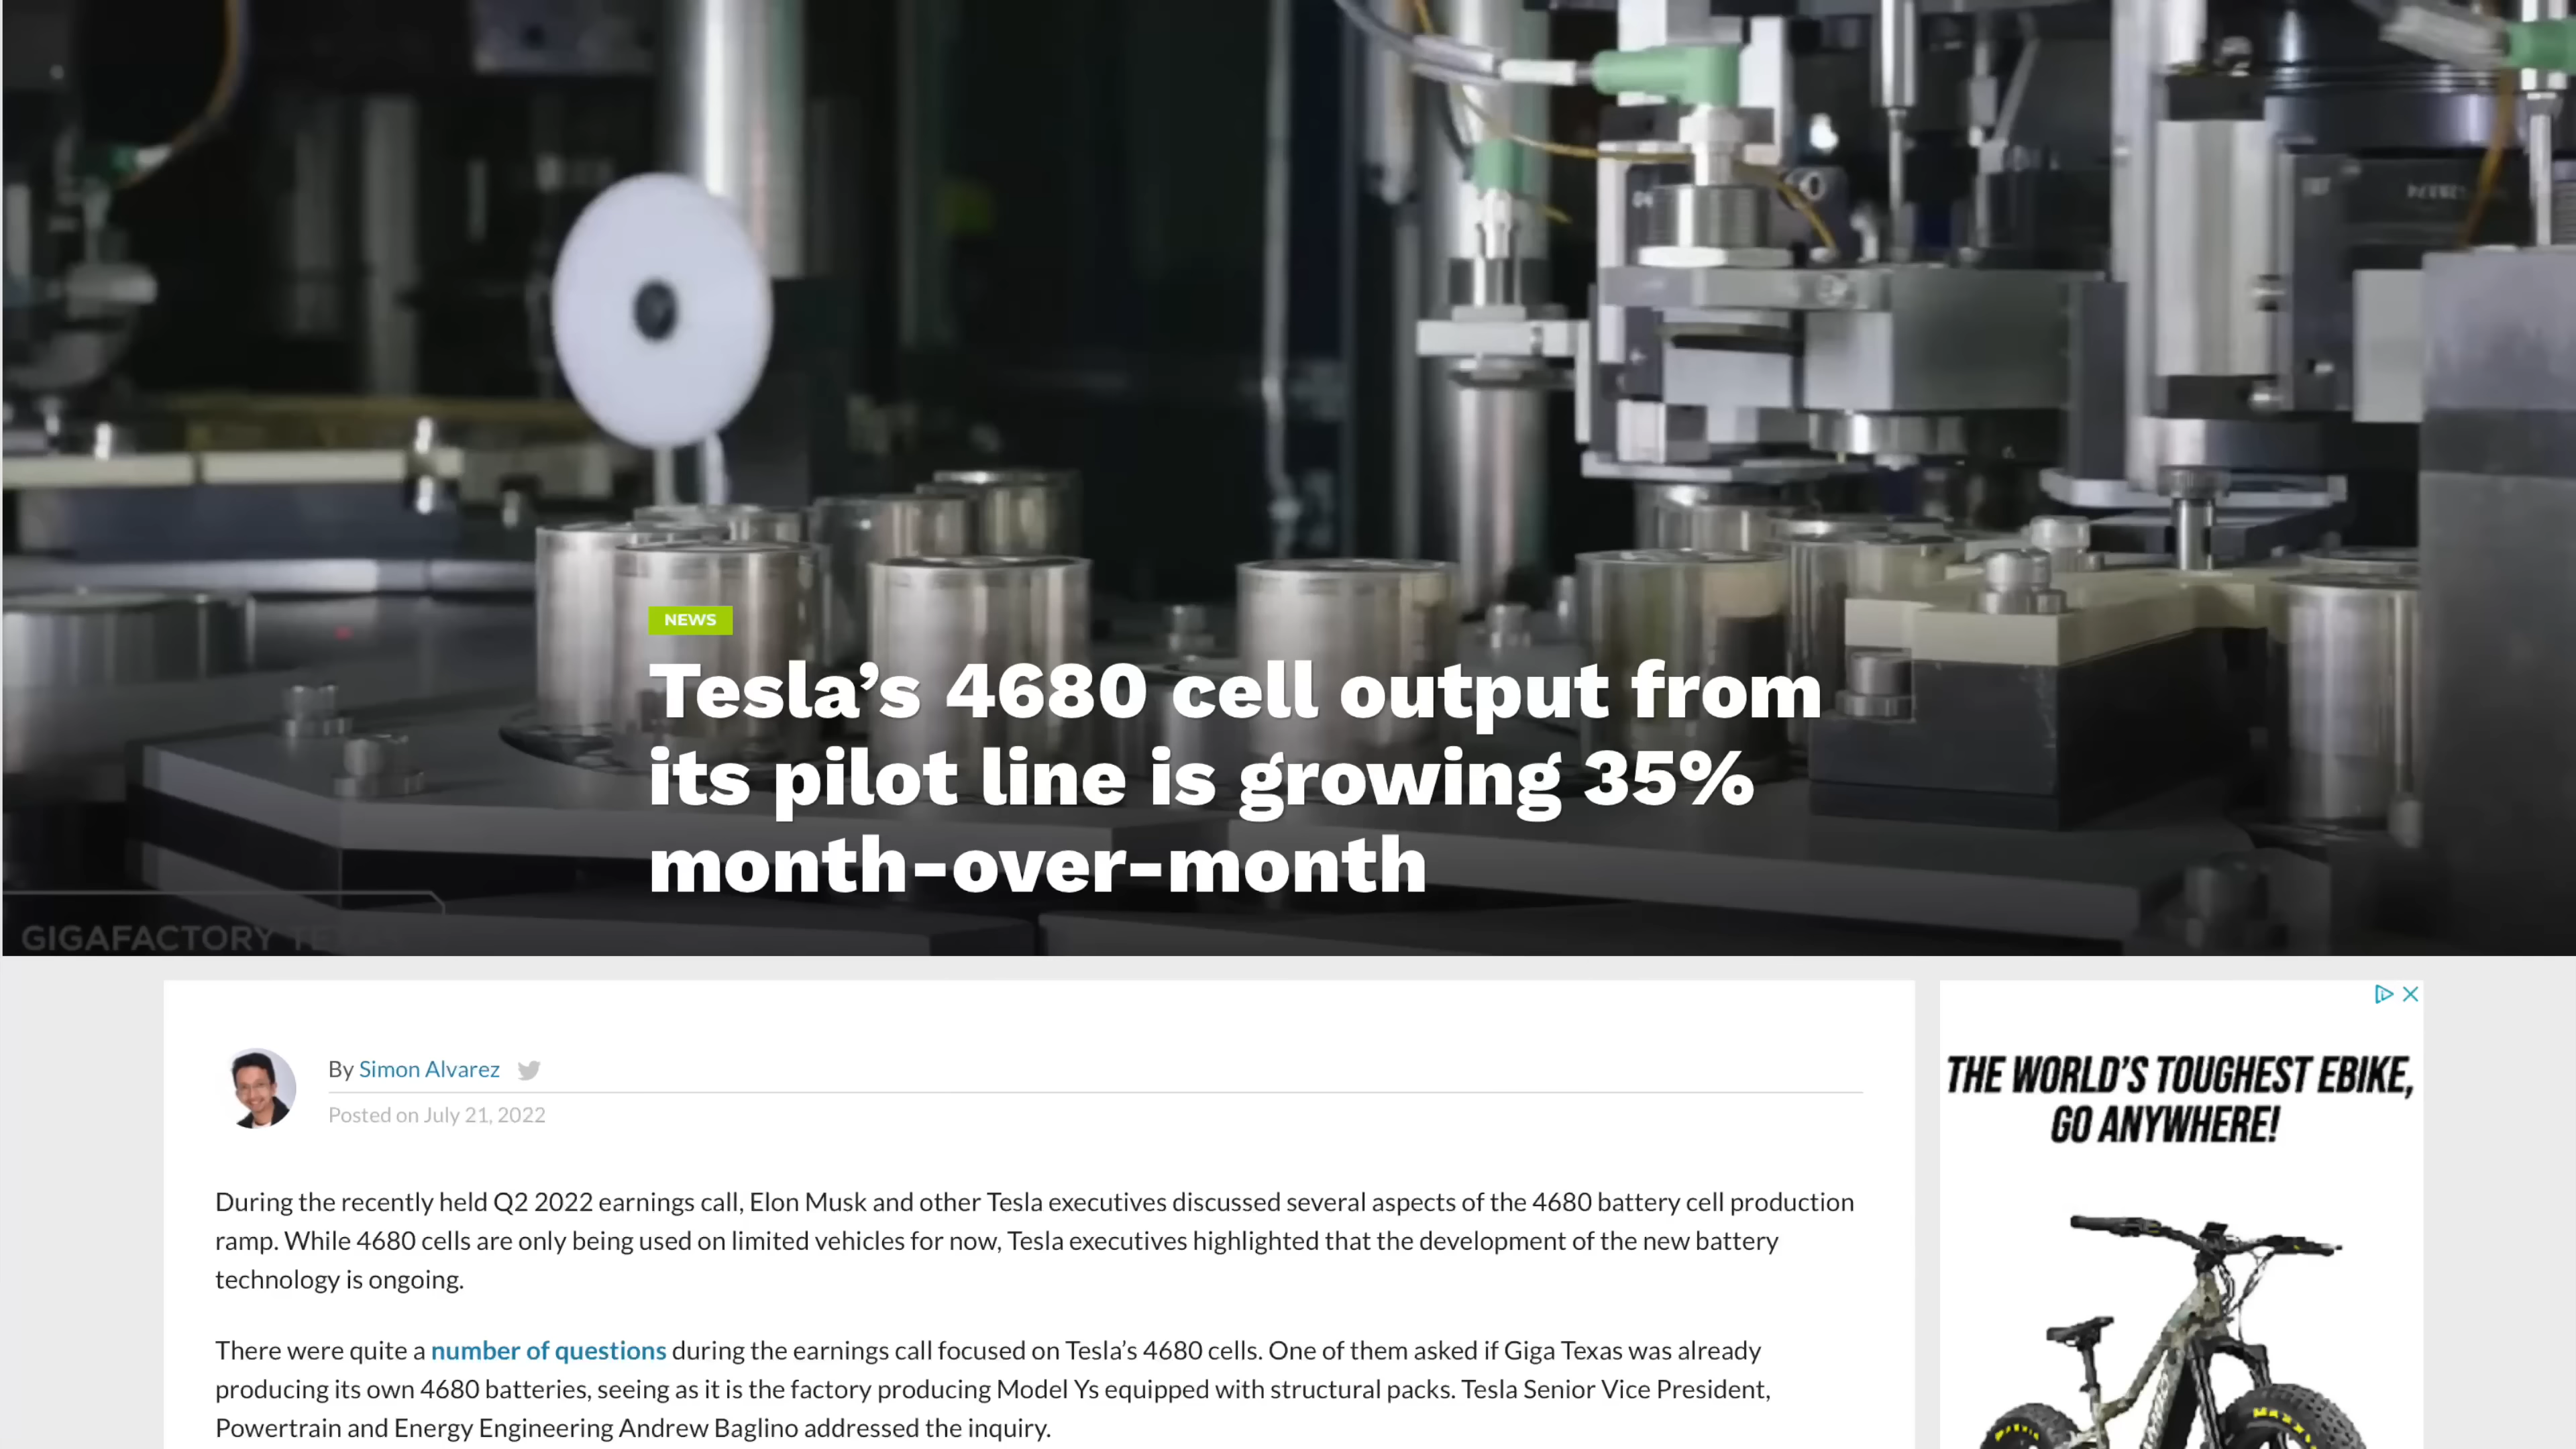 NEWS
Tesla’s 4680 cell output from
its pilot line is growing 35%
month-over-month
GIGAFACTORY
By Simon Alvarez
Posted on July 21, 2022
During the recently held Q2 2022 earnings call, Elon Musk and other Tesla executives discussed several aspects of the 4680 battery cell production
ramp. While 4680 cells are only being used on limited vehicles for now, Tesla executives highlighted that the development of the new battery
technology is ongoing.
There were quite a number of questions during the earnings call focused on Tesla’s 4680 cells. One of them asked if Giga Texas was already
producing its own 4680 batteries, seeing as it is the factory producing Model Ys equipped with structural packs. Tesla Senior Vice President,
Powertrain and Energy Engineering Andrew Baglino addressed the inquiry.
THE WORLD’S TOUGHEST EBIKE,
GO ANYWHERE!